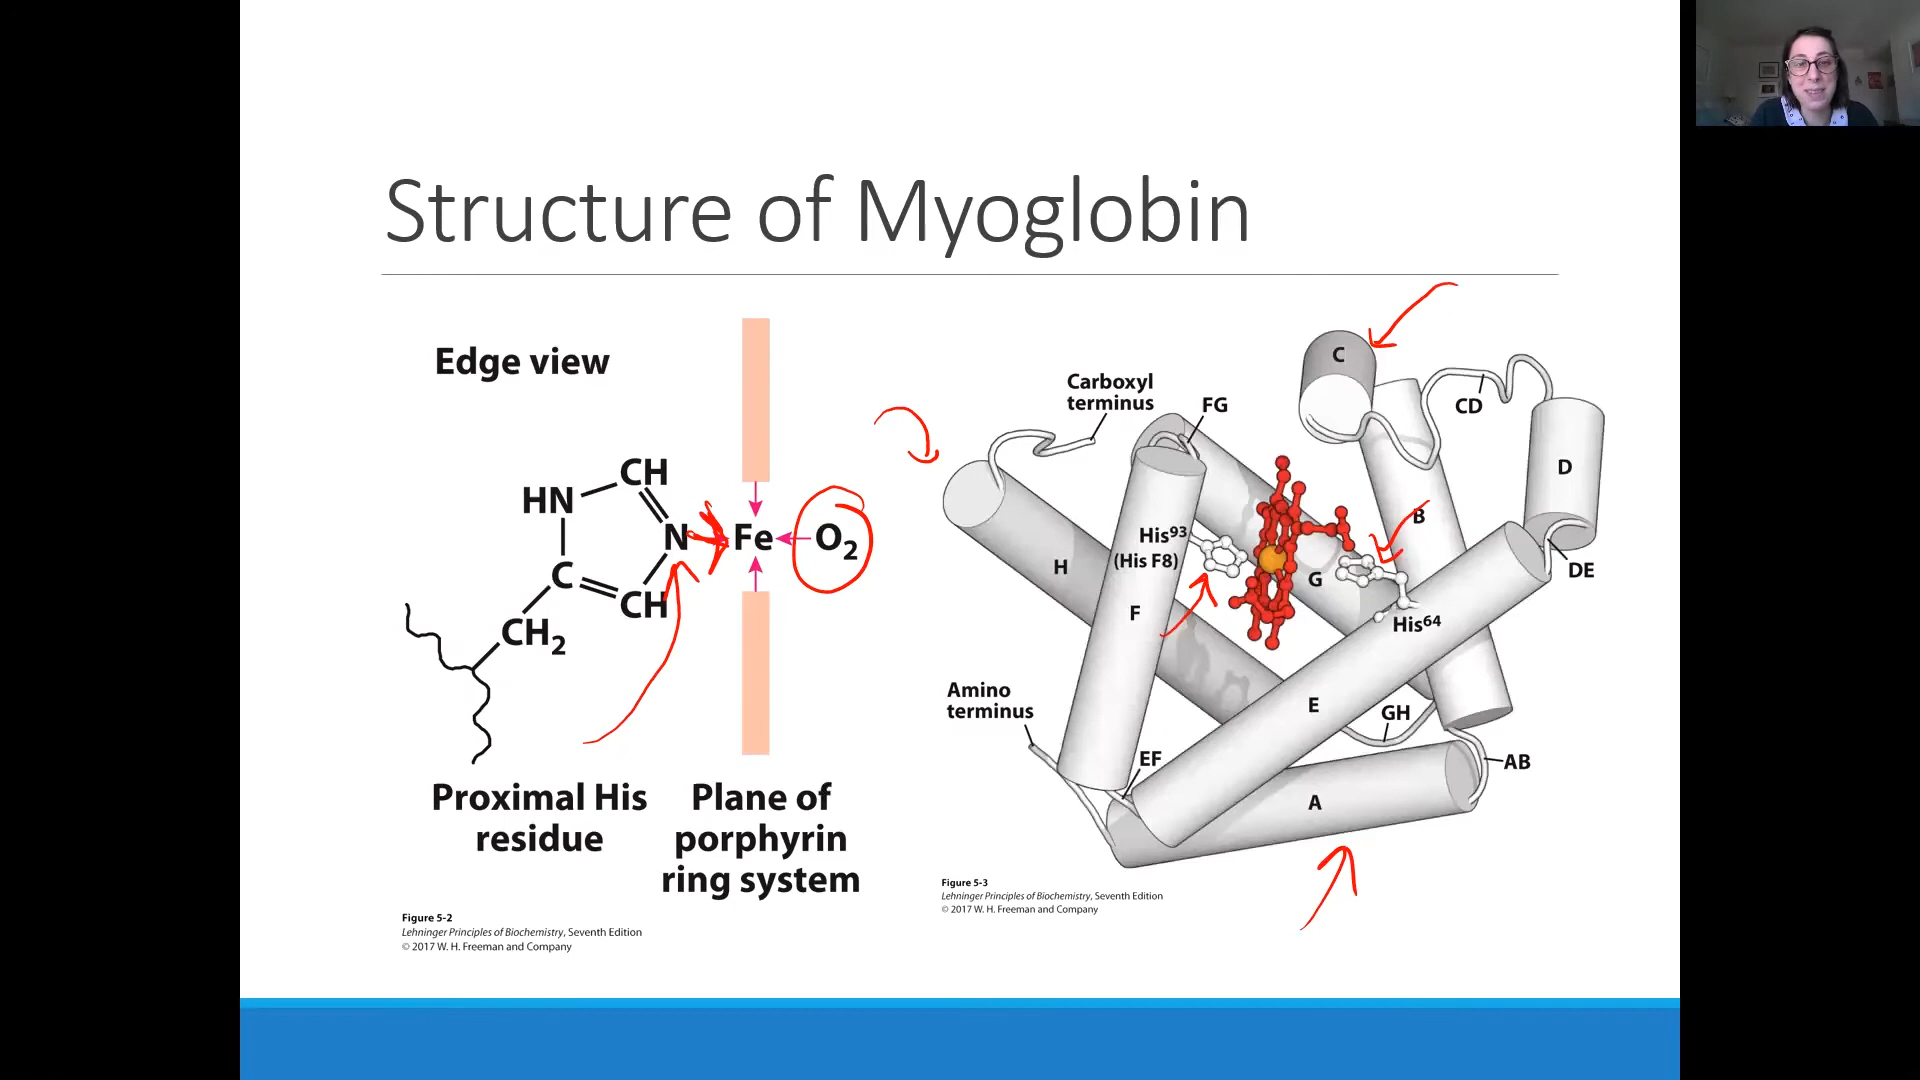 Structure of Myoglobin
Edge view
CH
HN
N
Fe
O₂
C
CH
CH₂
Proximal His
residue
Plane of
porphyrin
ring system
Figure 5-2
Lehninger Principles of Biochemistry, Seventh Edition
© 2017 W. H. Freeman and Company
C
Carboxyl
terminus
FG
CD
D
B
His⁹³
(His F8)
H
G
DE
F
His⁶⁴
Amino
terminus
E
GH
EF
AB
A
Figure 5-3
Lehninger Principles of Biochemistry, Seventh Edition
© 2017 W. H. Freeman and Company